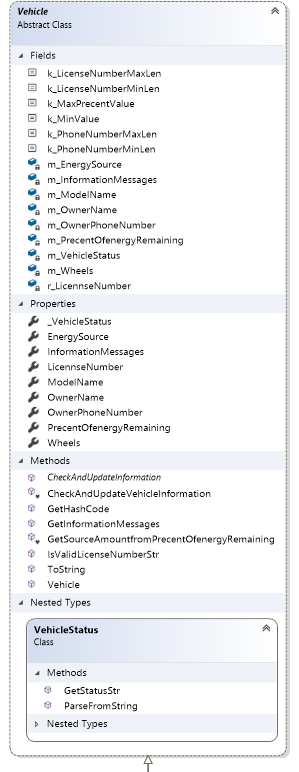 Vehicle
Abstract Class
Fields
k_LicenseNumberMaxLen
k_LicenseNumberMinLen
k_MaxPrecentValue
k_MinValue
k_PhoneNumberMaxLen
k_PhoneNumberMinLen
m_EnergySource
m_InformationMessages
m_ModelName
m_OwnerName
m_OwnerPhoneNumber
m_PrecentOfenergyRemaining
m_VehicleStatus
m_Wheels
r_LicennseNumber
Properties
_VehicleStatus
EnergySource
InformationMessages
LicennseNumber
ModelName
OwnerName
OwnerPhoneNumber
PrecentOfenergyRemaining
Wheels
Methods
CheckAndUpdateInformation
CheckAndUpdateVehicleInformation
GetHashCode
GetInformationMessages
GetSourceAmountfromPrecentOfenergyRemaining
IsValidLicenseNumberStr
ToString
Vehicle
Nested Types
VehicleStatus
Class
Methods
GetStatusStr
ParseFromString
Nested Types